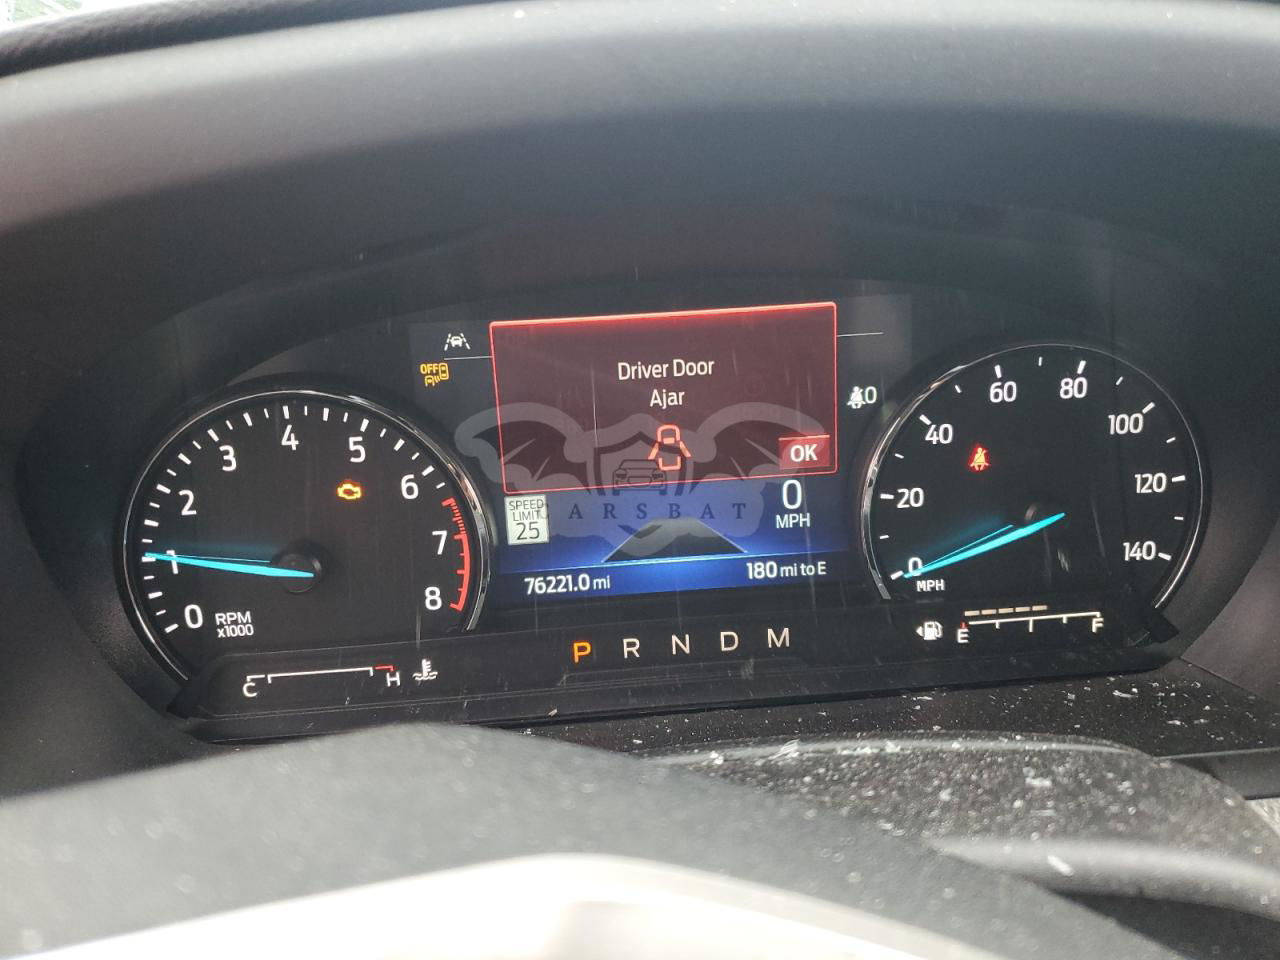 OFF
Driver Door
Ajar
OK
0
SPEED
LIMIT
25
CARSBAT
0
MPH
76221.0 mi
180 mi to E
0
1
2
3
4
5
6
7
8
RPM
x1000
0
20
40
60
80
100
120
140
MPH
P R N D M
C
H
E
F